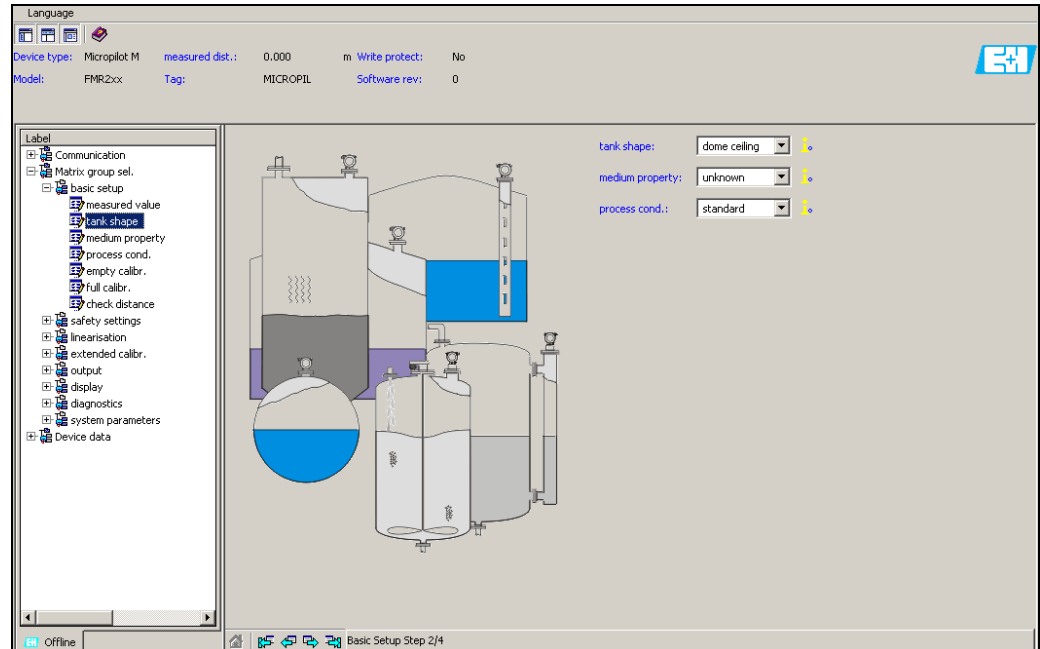 Language
Device type: Micropilot M measured dist.: 0.000 m Write protect: No
Model: FMR2xx Tag: MICROPIL Software rev: 0
E+H
Label
Communication
Matrix group sel.
basic setup
measured value
tank shape
medium property
process cond.
empty calibr.
full calibr.
check distance
safety settings
linearisation
extended calibr.
output
display
diagnostics
system parameters
Device data
tank shape: dome ceiling
medium property: unknown
process cond.: standard
Offline
Basic Setup Step 2/4